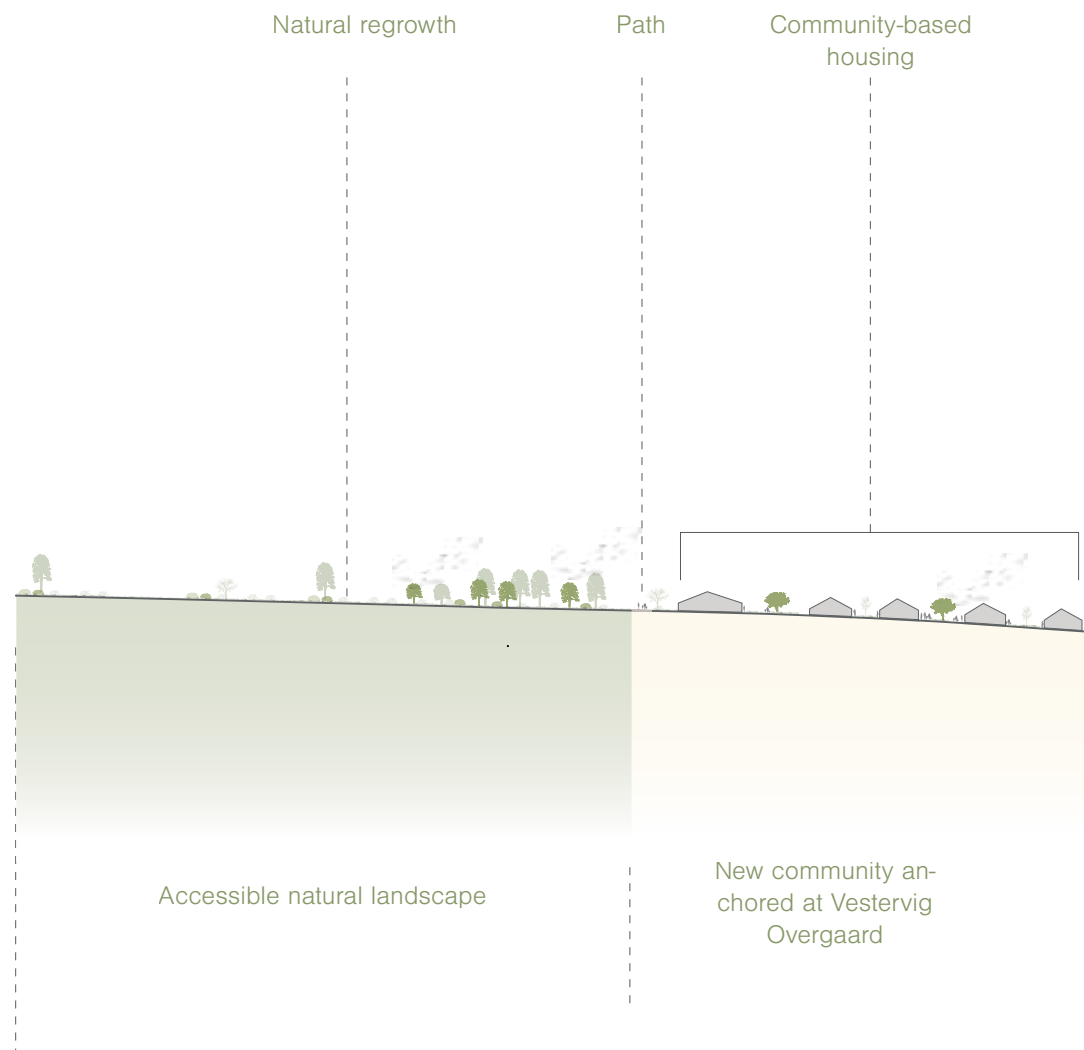 Natural regrowth
Path
Community-based
housing
Accessible natural landscape
New community an-
chored at Vestervig
Overgaard